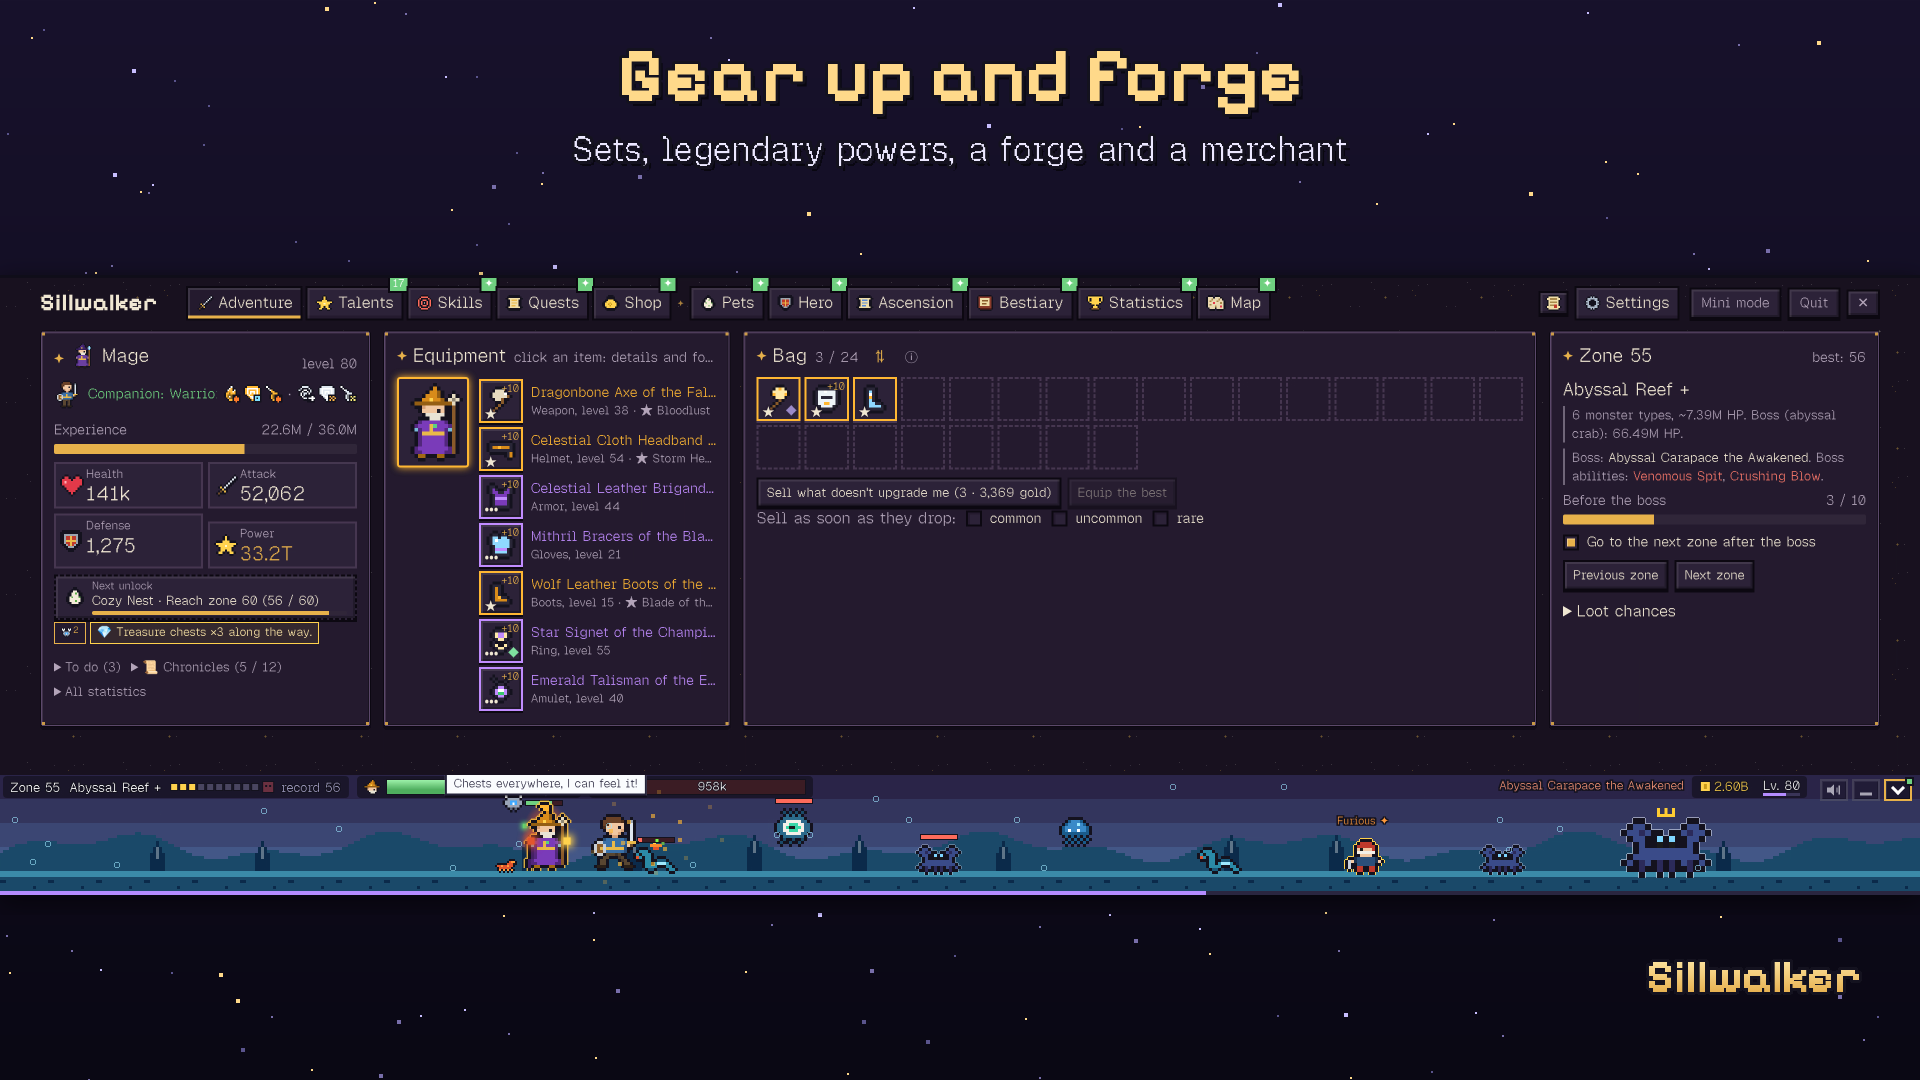 Gear up and Forge
Sets, legendary powers, a forge and a merchant
Sillwalker
Adventure
Talents
17
Skills
Quests
Shop
Pets
Hero
Ascension
Bestiary
Statistics
Map
Settings
Mini mode
Quit
×
Mage
level 80
Companion: Warrio
Experience
22.6M / 36.0M
Health
141k
Attack
52,062
Defense
1,275
Power
33.2T
Next unlock
Cozy Nest · Reach zone 60 (56 / 60)
2
Treasure chests ×3 along the way.
To do (3)
Chronicles (5 / 12)
All statistics
Equipment click an item: details and fo...
+10
Dragonbone Axe of the Fal...
Weapon, level 38 · ★ Bloodlust
+10
Celestial Cloth Headband ...
Helmet, level 54 · ★ Storm He...
+10
Celestial Leather Brigand...
Armor, level 44
+10
Mithril Bracers of the Bla...
Gloves, level 21
+10
Wolf Leather Boots of the ...
Boots, level 15 · ★ Blade of th...
+10
Star Signet of the Champi...
Ring, level 55
+10
Emerald Talisman of the E...
Amulet, level 40
Bag 3 / 24
+10
Sell what doesn't upgrade me (3 · 3,369 gold)
Equip the best
Sell as soon as they drop:
common
uncommon
rare
Zone 55
best: 56
Abyssal Reef +
6 monster types, ~7.39M HP. Boss (abyssal
crab): 66.49M HP.
Boss: Abyssal Carapace the Awakened. Boss
abilities: Venomous Spit, Crushing Blow.
Before the boss
3 / 10
Go to the next zone after the boss
Previous zone
Next zone
Loot chances
Zone 55 Abyssal Reef +
record 56
Chests everywhere, I can feel it!
958k
Abyssal Carapace the Awakened
2.60B
Lv. 80
Furious
Sillwalker